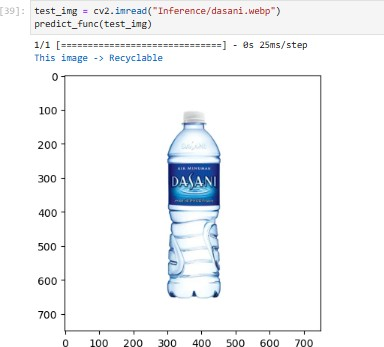 [39]:
test_img = cv2.imread("Inference/dasani.webp")
predict_func(test_img)
1/1 [==============================] - 0s 25ms/step
This image -> Recyclable
0
100
200
300
400
500
600
700
DASANI
0 100 200 300 400 500 600 700